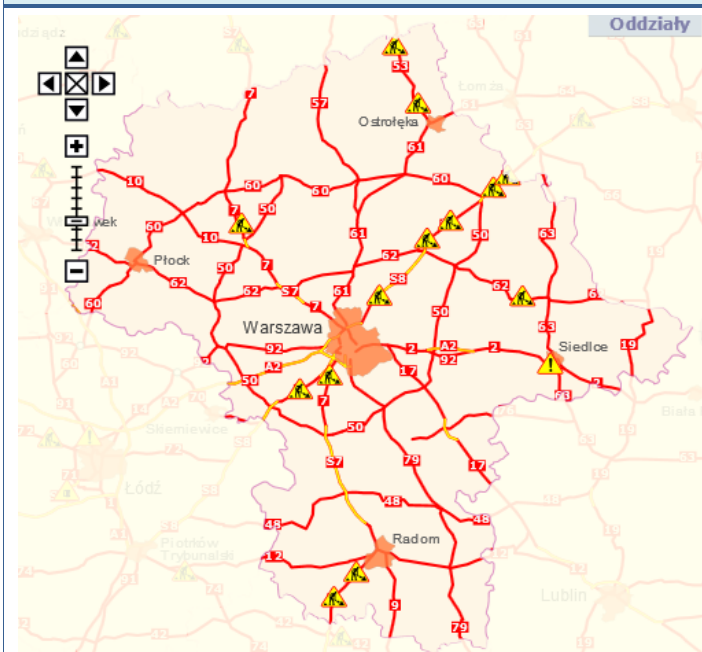 Oddziały
53
Łomża
7
57
Ostrołęka
61
60
10
60
60
60
7
50
63
10
61
50
62
50
7
Płock
62
S8
62
62
S7
60
7
61
50
Warszawa
63
92
2
A2
92
2
19
Siedlce
A2
17
50
2
63
7
50
Skierniewice
S7
79
17
Łódź
48
48
48
Piotrków
Trybunalski
12
Radom
Lublin
9
79